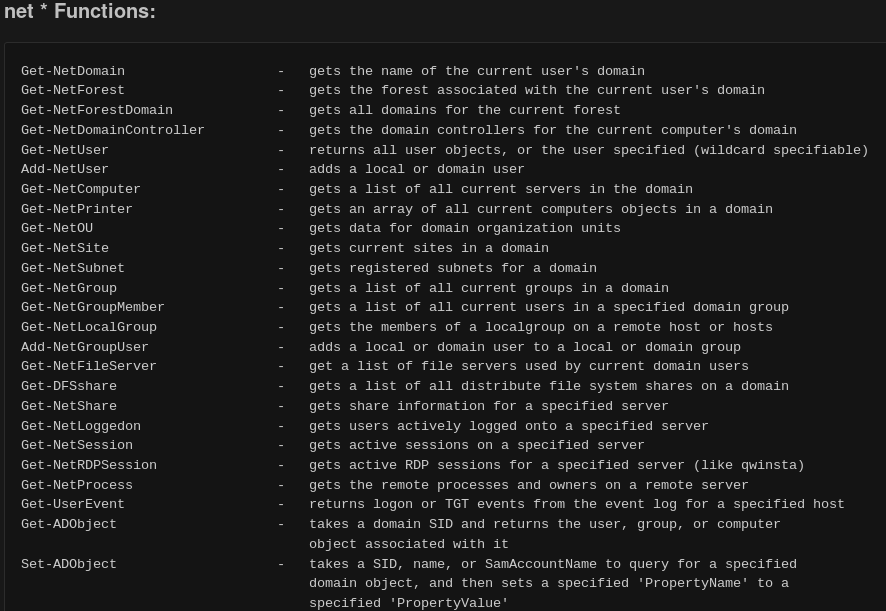 net * Functions:
Get-NetDomain - gets the name of the current user's domain
Get-NetForest - gets the forest associated with the current user's domain
Get-NetForestDomain - gets all domains for the current forest
Get-NetDomainController - gets the domain controllers for the current computer's domain
Get-NetUser - returns all user objects, or the user specified (wildcard specifiable)
Add-NetUser - adds a local or domain user
Get-NetComputer - gets a list of all current servers in the domain
Get-NetPrinter - gets an array of all current computers objects in a domain
Get-NetOU - gets data for domain organization units
Get-NetSite - gets current sites in a domain
Get-NetSubnet - gets registered subnets for a domain
Get-NetGroup - gets a list of all current groups in a domain
Get-NetGroupMember - gets a list of all current users in a specified domain group
Get-NetLocalGroup - gets the members of a localgroup on a remote host or hosts
Add-NetGroupUser - adds a local or domain user to a local or domain group
Get-NetFileServer - get a list of file servers used by current domain users
Get-DFSshare - gets a list of all distribute file system shares on a domain
Get-NetShare - gets share information for a specified server
Get-NetLoggedon - gets users actively logged onto a specified server
Get-NetSession - gets active sessions on a specified server
Get-NetRDPSession - gets active RDP sessions for a specified server (like qwinsta)
Get-NetProcess - gets the remote processes and owners on a remote server
Get-UserEvent - returns logon or TGT events from the event log for a specified host
Get-ADObject - takes a domain SID and returns the user, group, or computer
object associated with it
Set-ADObject - takes a SID, name, or SamAccountName to query for a specified
domain object, and then sets a specified 'PropertyName' to a
specified 'PropertyValue'